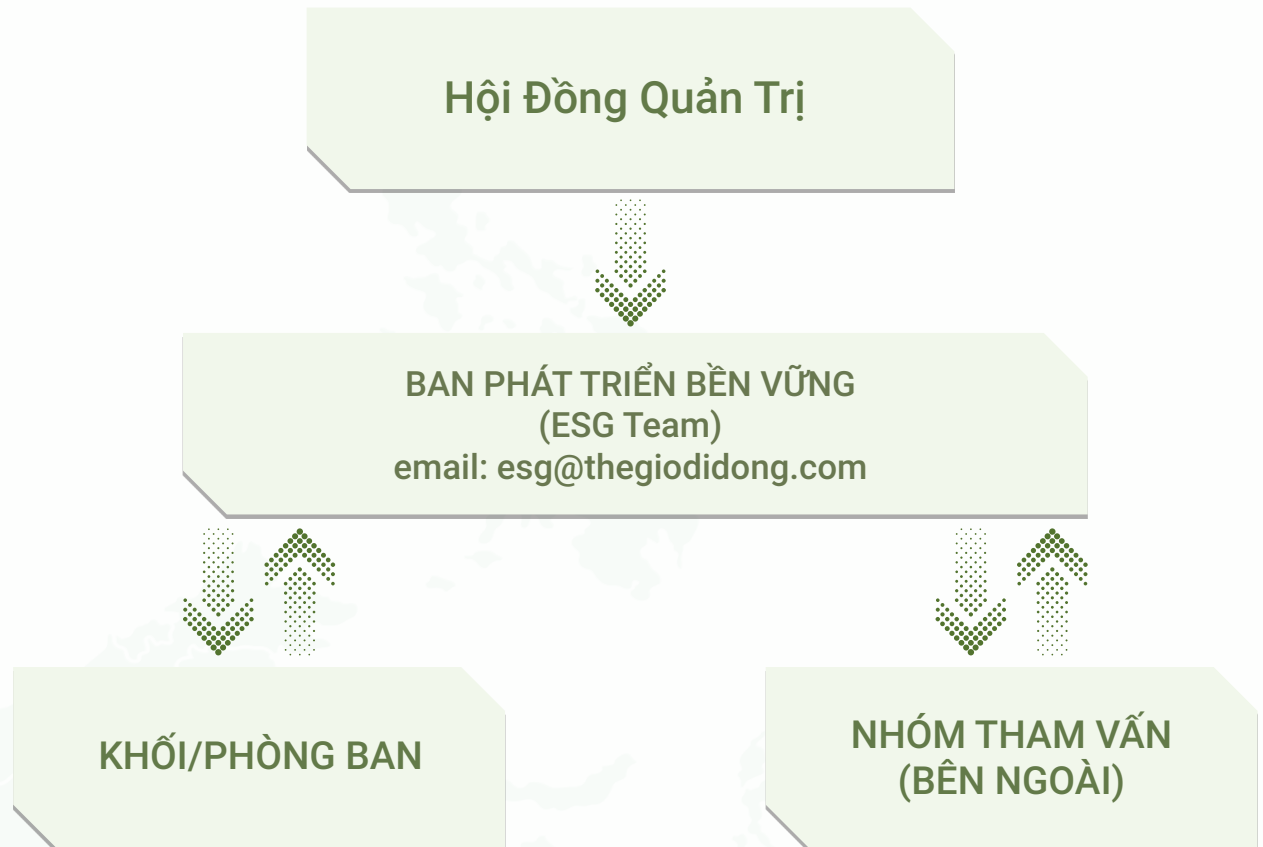 Hội Đồng Quản Trị
BAN PHÁT TRIỂN BỀN VỮNG
(ESG Team)
email: esg@thegiodidong.com
KHỐI/PHÒNG BAN
NHÓM THAM VẤN
(BÊN NGOÀI)